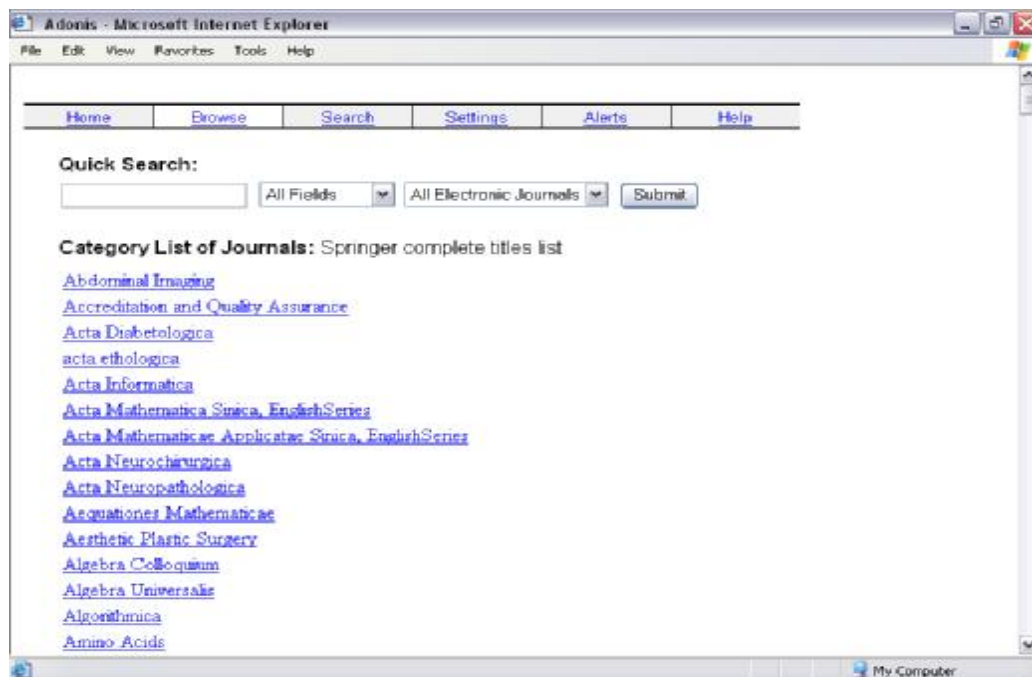 Adonis - Microsoft Internet Explorer
File Edit View Favorites Tools Help
Home Browse Search Settings Alerts Help
Quick Search:
All Fields All Electronic Journals Submit
Category List of Journals: Springer complete titles list
Abdominal Imaging
Accreditation and Quality Assurance
Acta Diabetologica
acta ethologica
Acta Informatica
Acta Mathematica Sinica, EnglishSeries
Acta Mathematicae Applicatae Sinica, EnglishSeries
Acta Neurochirurgica
Acta Neuropathologica
Aequationes Mathematicae
Aesthetic Plastic Surgery
Algebra Colloquium
Algebra Universalis
Algorithmica
Amino Acids
My Computer